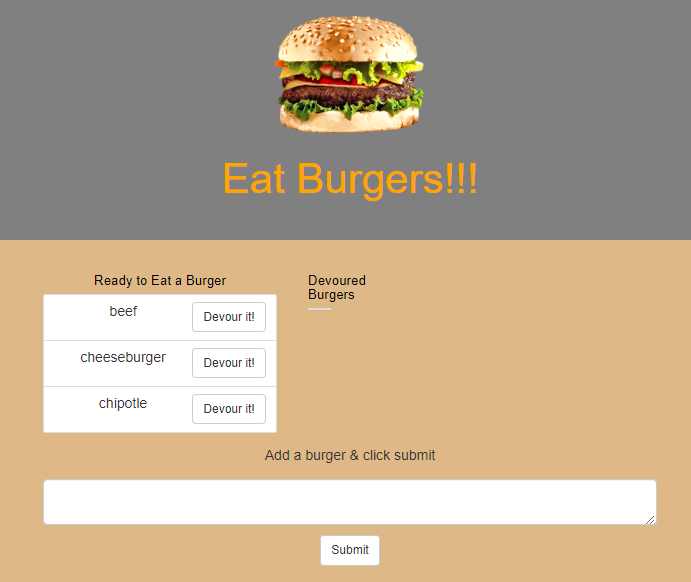 Eat Burgers!!!
Ready to Eat a Burger
beef
Devour it!
cheeseburger
Devour it!
chipotle
Devour it!
Devoured
Burgers
Add a burger & click submit
Submit